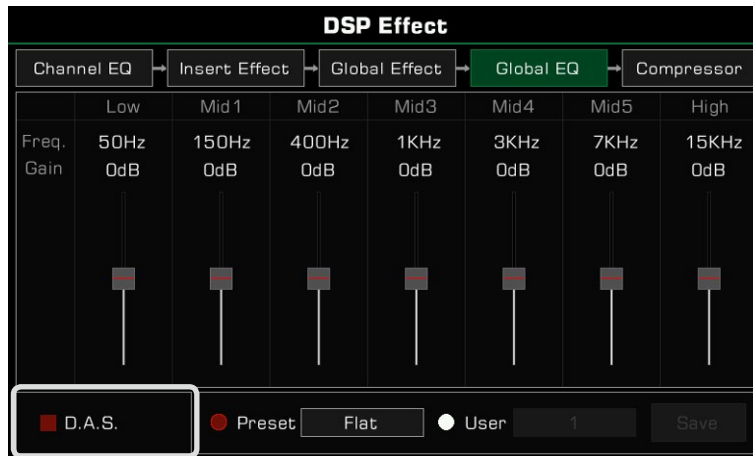 DSP Effect
Channel EQ Insert Effect Global Effect Global EQ Compressor
Low Mid1 Mid2 Mid3 Mid4 Mid5 High
Freq. 50Hz 150Hz 400Hz 1KHz 3KHz 7KHz 15KHz
Gain 0dB 0dB 0dB 0dB 0dB 0dB 0dB
D.A.S. Preset Flat User 1 Save